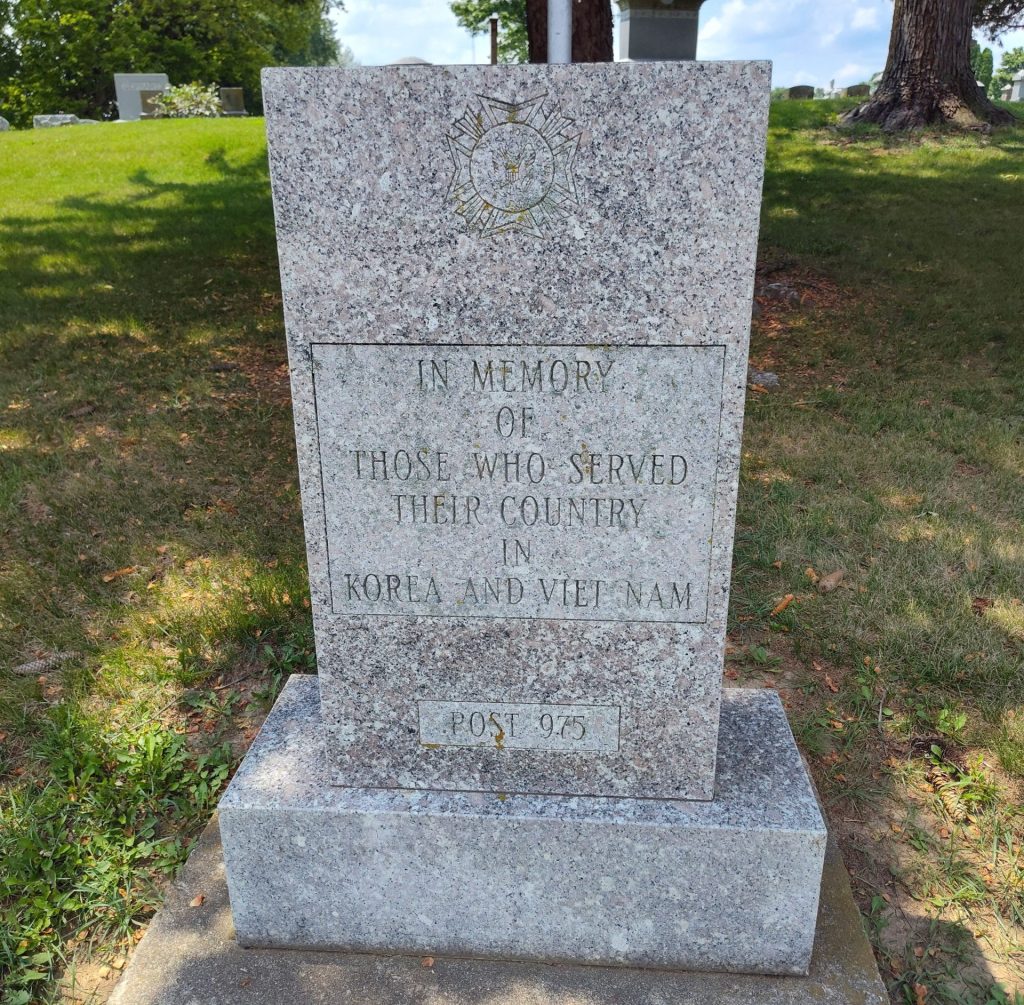 IN MEMORY
OF
THOSE WHO SERVED
THEIR COUNTRY
IN
KOREA AND VIET NAM
POST 975